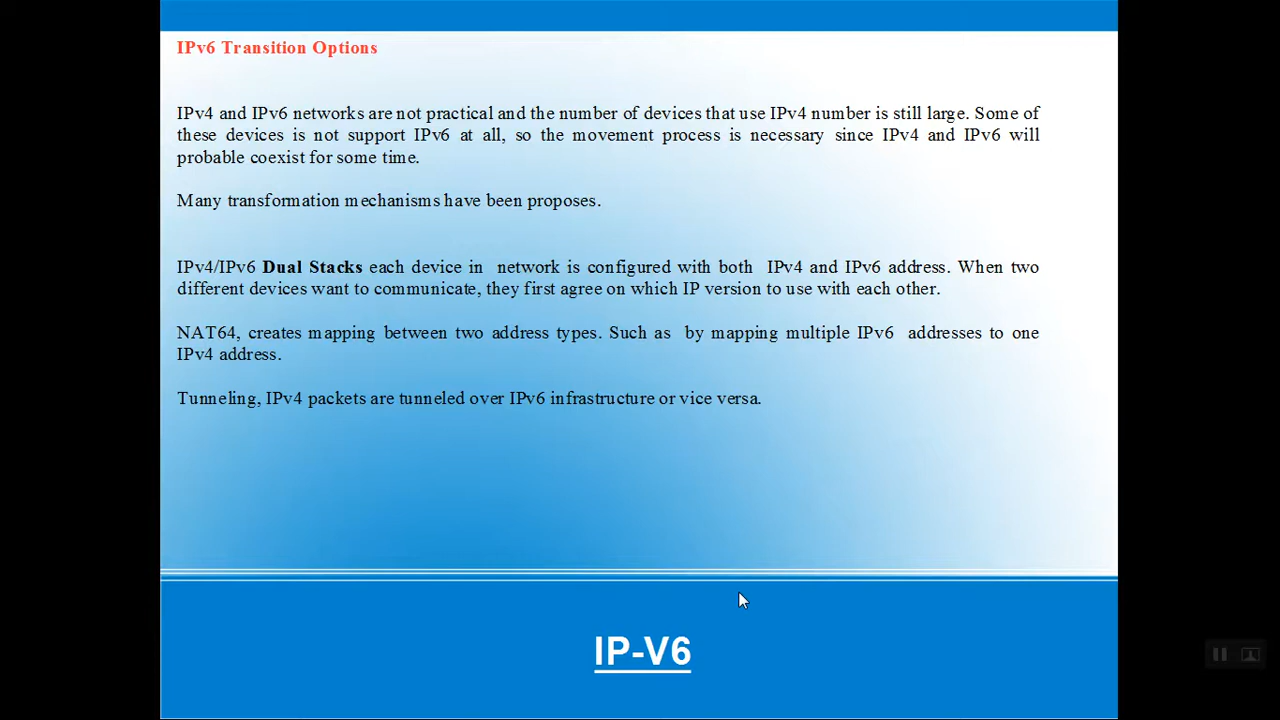 IPv6 Transition Options
IPv4 and IPv6 networks are not practical and the number of devices that use IPv4 number is still large. Some of
these devices is not support IPv6 at all, so the movement process is necessary since IPv4 and IPv6 will
probable coexist for some time.
Many transformation mechanisms have been proposes.
IPv4/IPv6 Dual Stacks each device in network is configured with both IPv4 and IPv6 address. When two
different devices want to communicate, they first agree on which IP version to use with each other.
NAT64, creates mapping between two address types. Such as by mapping multiple IPv6 addresses to one
IPv4 address.
Tunneling, IPv4 packets are tunneled over IPv6 infrastructure or vice versa.
IP-V6